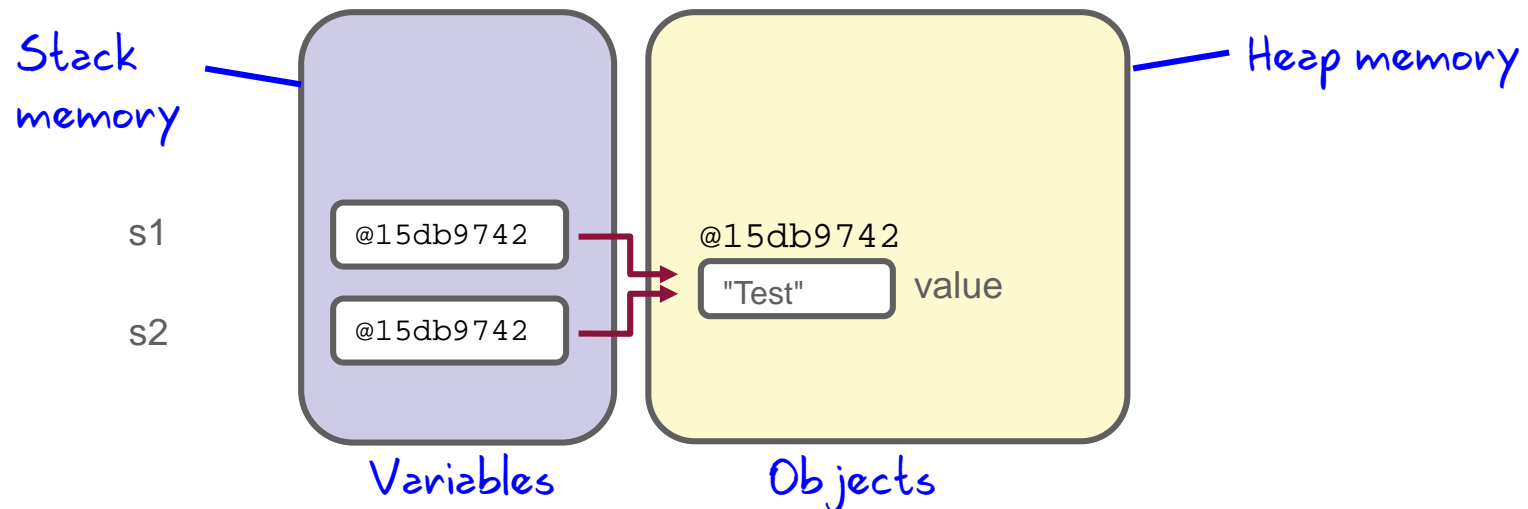 Stack
memory
Heap memory
s1
@15db9742
@15db9742
"Test"
value
s2
@15db9742
Variables
Objects